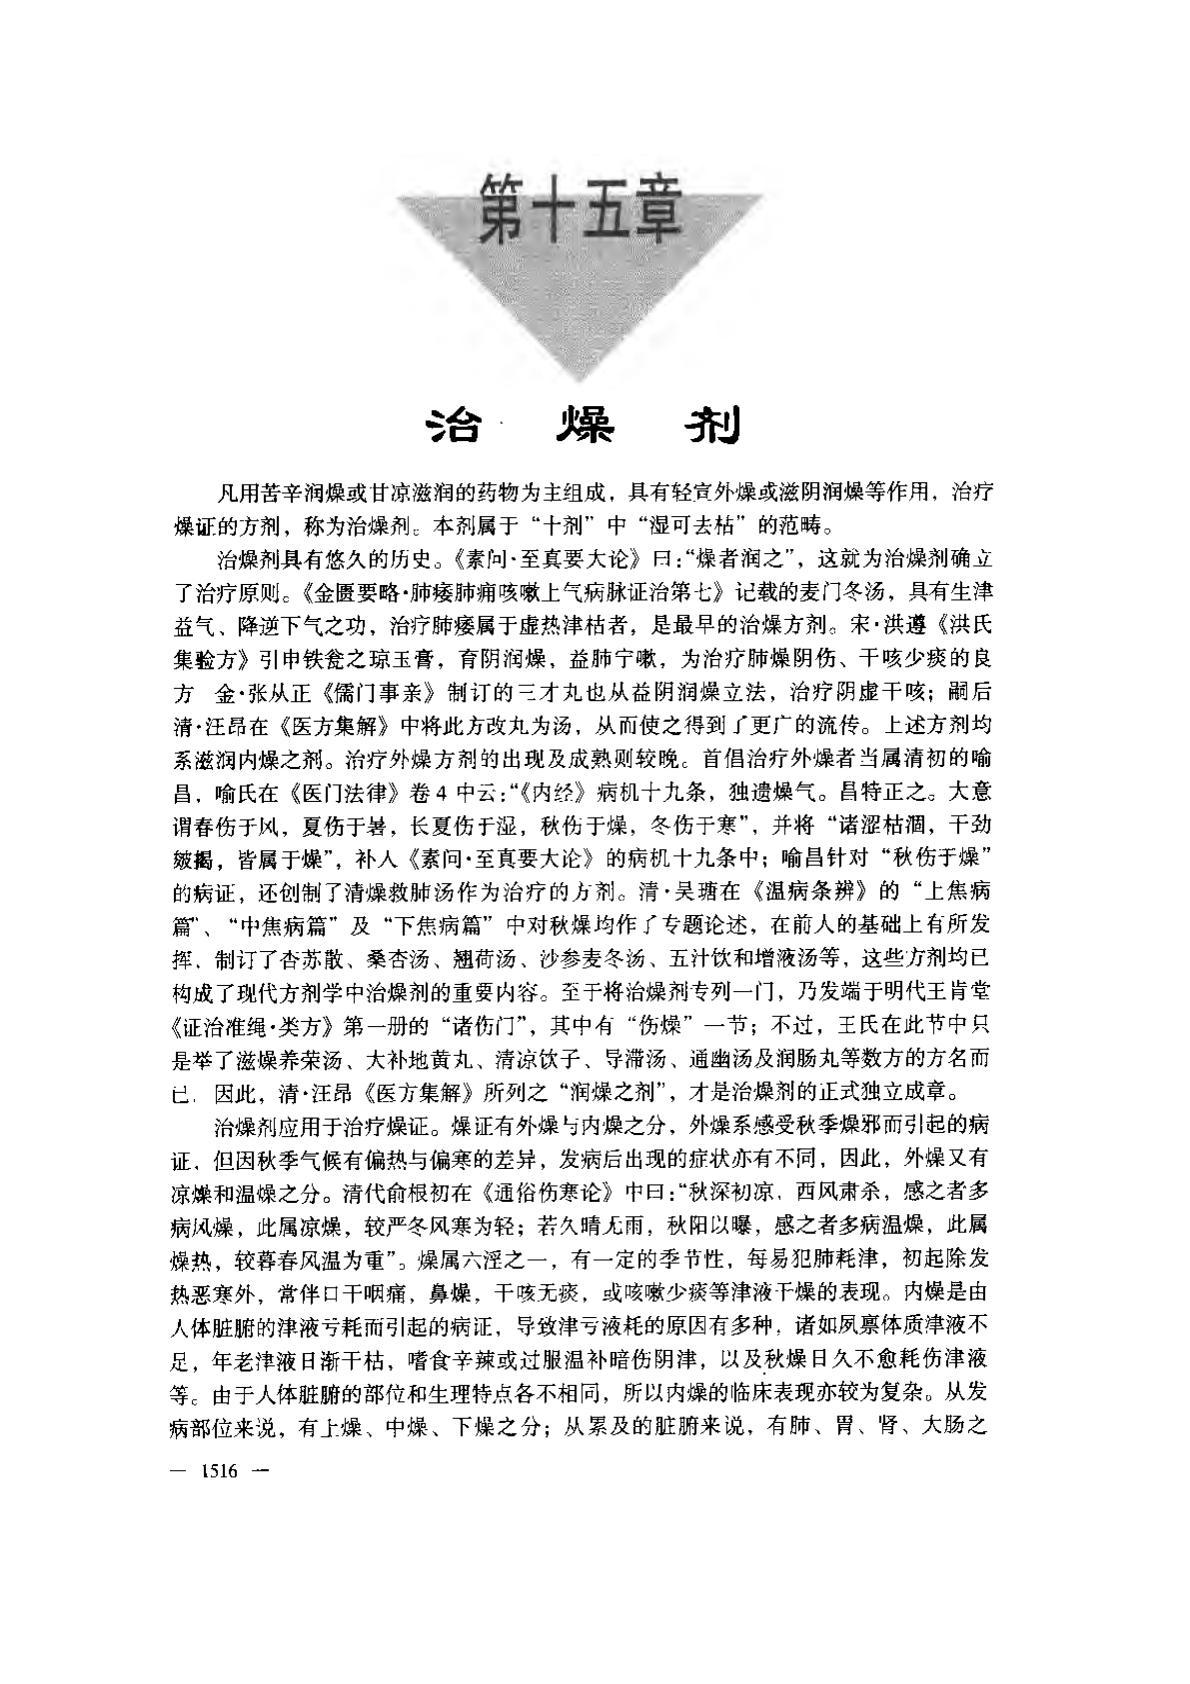 第十五章
治燥剂
凡用苦辛润燥或甘凉滋润的药物为主组成，具有轻宣外燥或滋阴润燥等作用，治疗
燥证的方剂，称为治燥剂。本剂属于“十剂”中“湿可去枯”的范畴。
治燥剂具有悠久的历史。《素问·至真要大论》曰：“燥者润之”，这就为治燥剂确立
了治疗原则。《金匮要略·肺痿肺痈咳嗽上气病脉证治第七》记载的麦门冬汤，具有生津
益气、降逆下气之功，治疗肺痿属于虚热津枯者，是最早的治燥方剂。宋·洪遵《洪氏
集验方》引申铁瓮之琼玉膏，育阴润燥，益肺宁嗽，为治疗肺燥阴伤、干咳少痰的良
方 金·张从正《儒门事亲》制订的三才丸也从益阴润燥立法，治疗阴虚干咳；嗣后
清·汪昂在《医方集解》中将此方改丸为汤，从而使之得到了更广的流传。上述方剂均
系滋润内燥之剂。治疗外燥方剂的出现及成熟则较晚。首倡治疗外燥者当属清初的喻
昌，喻氏在《医门法律》卷 4 中云：“《内经》病机十九条，独遗燥气。昌特正之。大意
谓春伤于风，夏伤于暑，长夏伤于湿，秋伤于燥，冬伤于寒”，并将“诸涩枯涸，干劲
皴揭，皆属于燥”，补人《素问·至真要大论》的病机十九条中；喻昌针对“秋伤于燥”
的病证，还创制了清燥救肺汤作为治疗的方剂。清·吴瑭在《温病条辨》的“上焦病
篇”、“中焦病篇”及“下焦病篇”中对秋燥均作了专题论述，在前人的基础上有所发
挥，制订了杏苏散、桑杏汤、翘荷汤、沙参麦冬汤、五汁饮和增液汤等，这些方剂均已
构成了现代方剂学中治燥剂的重要内容。至于将治燥剂专列一门，乃发端于明代王肯堂
《证治准绳·类方》第一册的“诸伤门”，其中有“伤燥”一节；不过，王氏在此节中只
是举了滋燥养荣汤、大补地黄丸、清凉饮子、导滞汤、通幽汤及润肠丸等数方的方名而
已．因此，清·汪昂《医方集解》所列之“润燥之剂”，才是治燥剂的正式独立成章。
治燥剂应用于治疗燥证。燥证有外燥与内燥之分，外燥系感受秋季燥邪而引起的病
证，但因秋季气候有偏热与偏寒的差异，发病后出现的症状亦有不同，因此，外燥又有
凉燥和温燥之分。清代俞根初在《通俗伤寒论》中曰：“秋深初凉，西风肃杀，感之者多
病风燥，此属凉燥，较严冬风寒为轻；若久晴无雨，秋阳以曝，感之者多病温燥，此属
燥热，较暮春风温为重”。燥属六淫之一，有一定的季节性，每易犯肺耗津，初起除发
热恶寒外，常伴口干咽痛，鼻燥，干咳无痰，或咳嗽少痰等津液干燥的表现。内燥是由
人体脏腑的津液亏耗而引起的病证，导致津亏液耗的原因有多种，诸如夙禀体质津液不
足，年老津液日渐干枯，嗜食辛辣或过服温补暗伤阴津，以及秋燥日久不愈耗伤津液
等。由于人体脏腑的部位和生理特点各不相同，所以内燥的临床表现亦较为复杂。从发
病部位来说，有上燥、中燥、下燥之分；从累及的脏腑来说，有肺、胃、肾、大肠之
— 1516 —